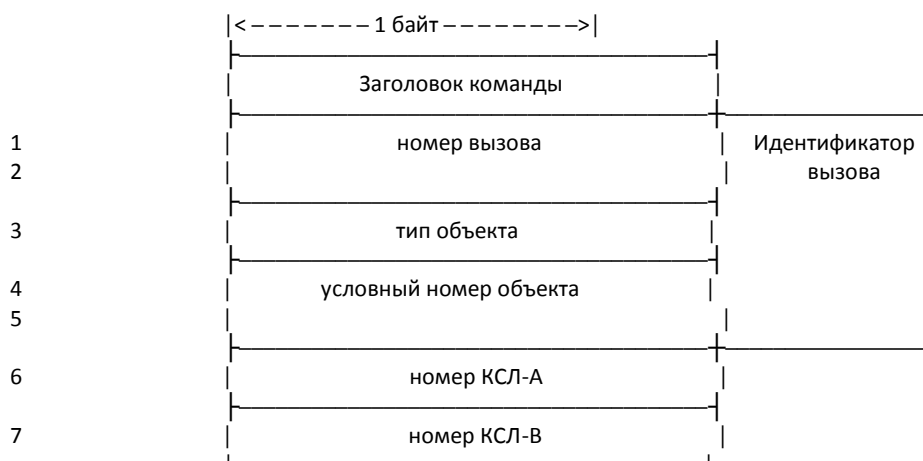 |< – – – – – – – 1 байт – – – – – – – –>|
Заголовок команды
1 номер вызова Идентификатор
2 вызова
3 тип объекта
4 условный номер объекта
5
6 номер КСЛ-А
7 номер КСЛ-В